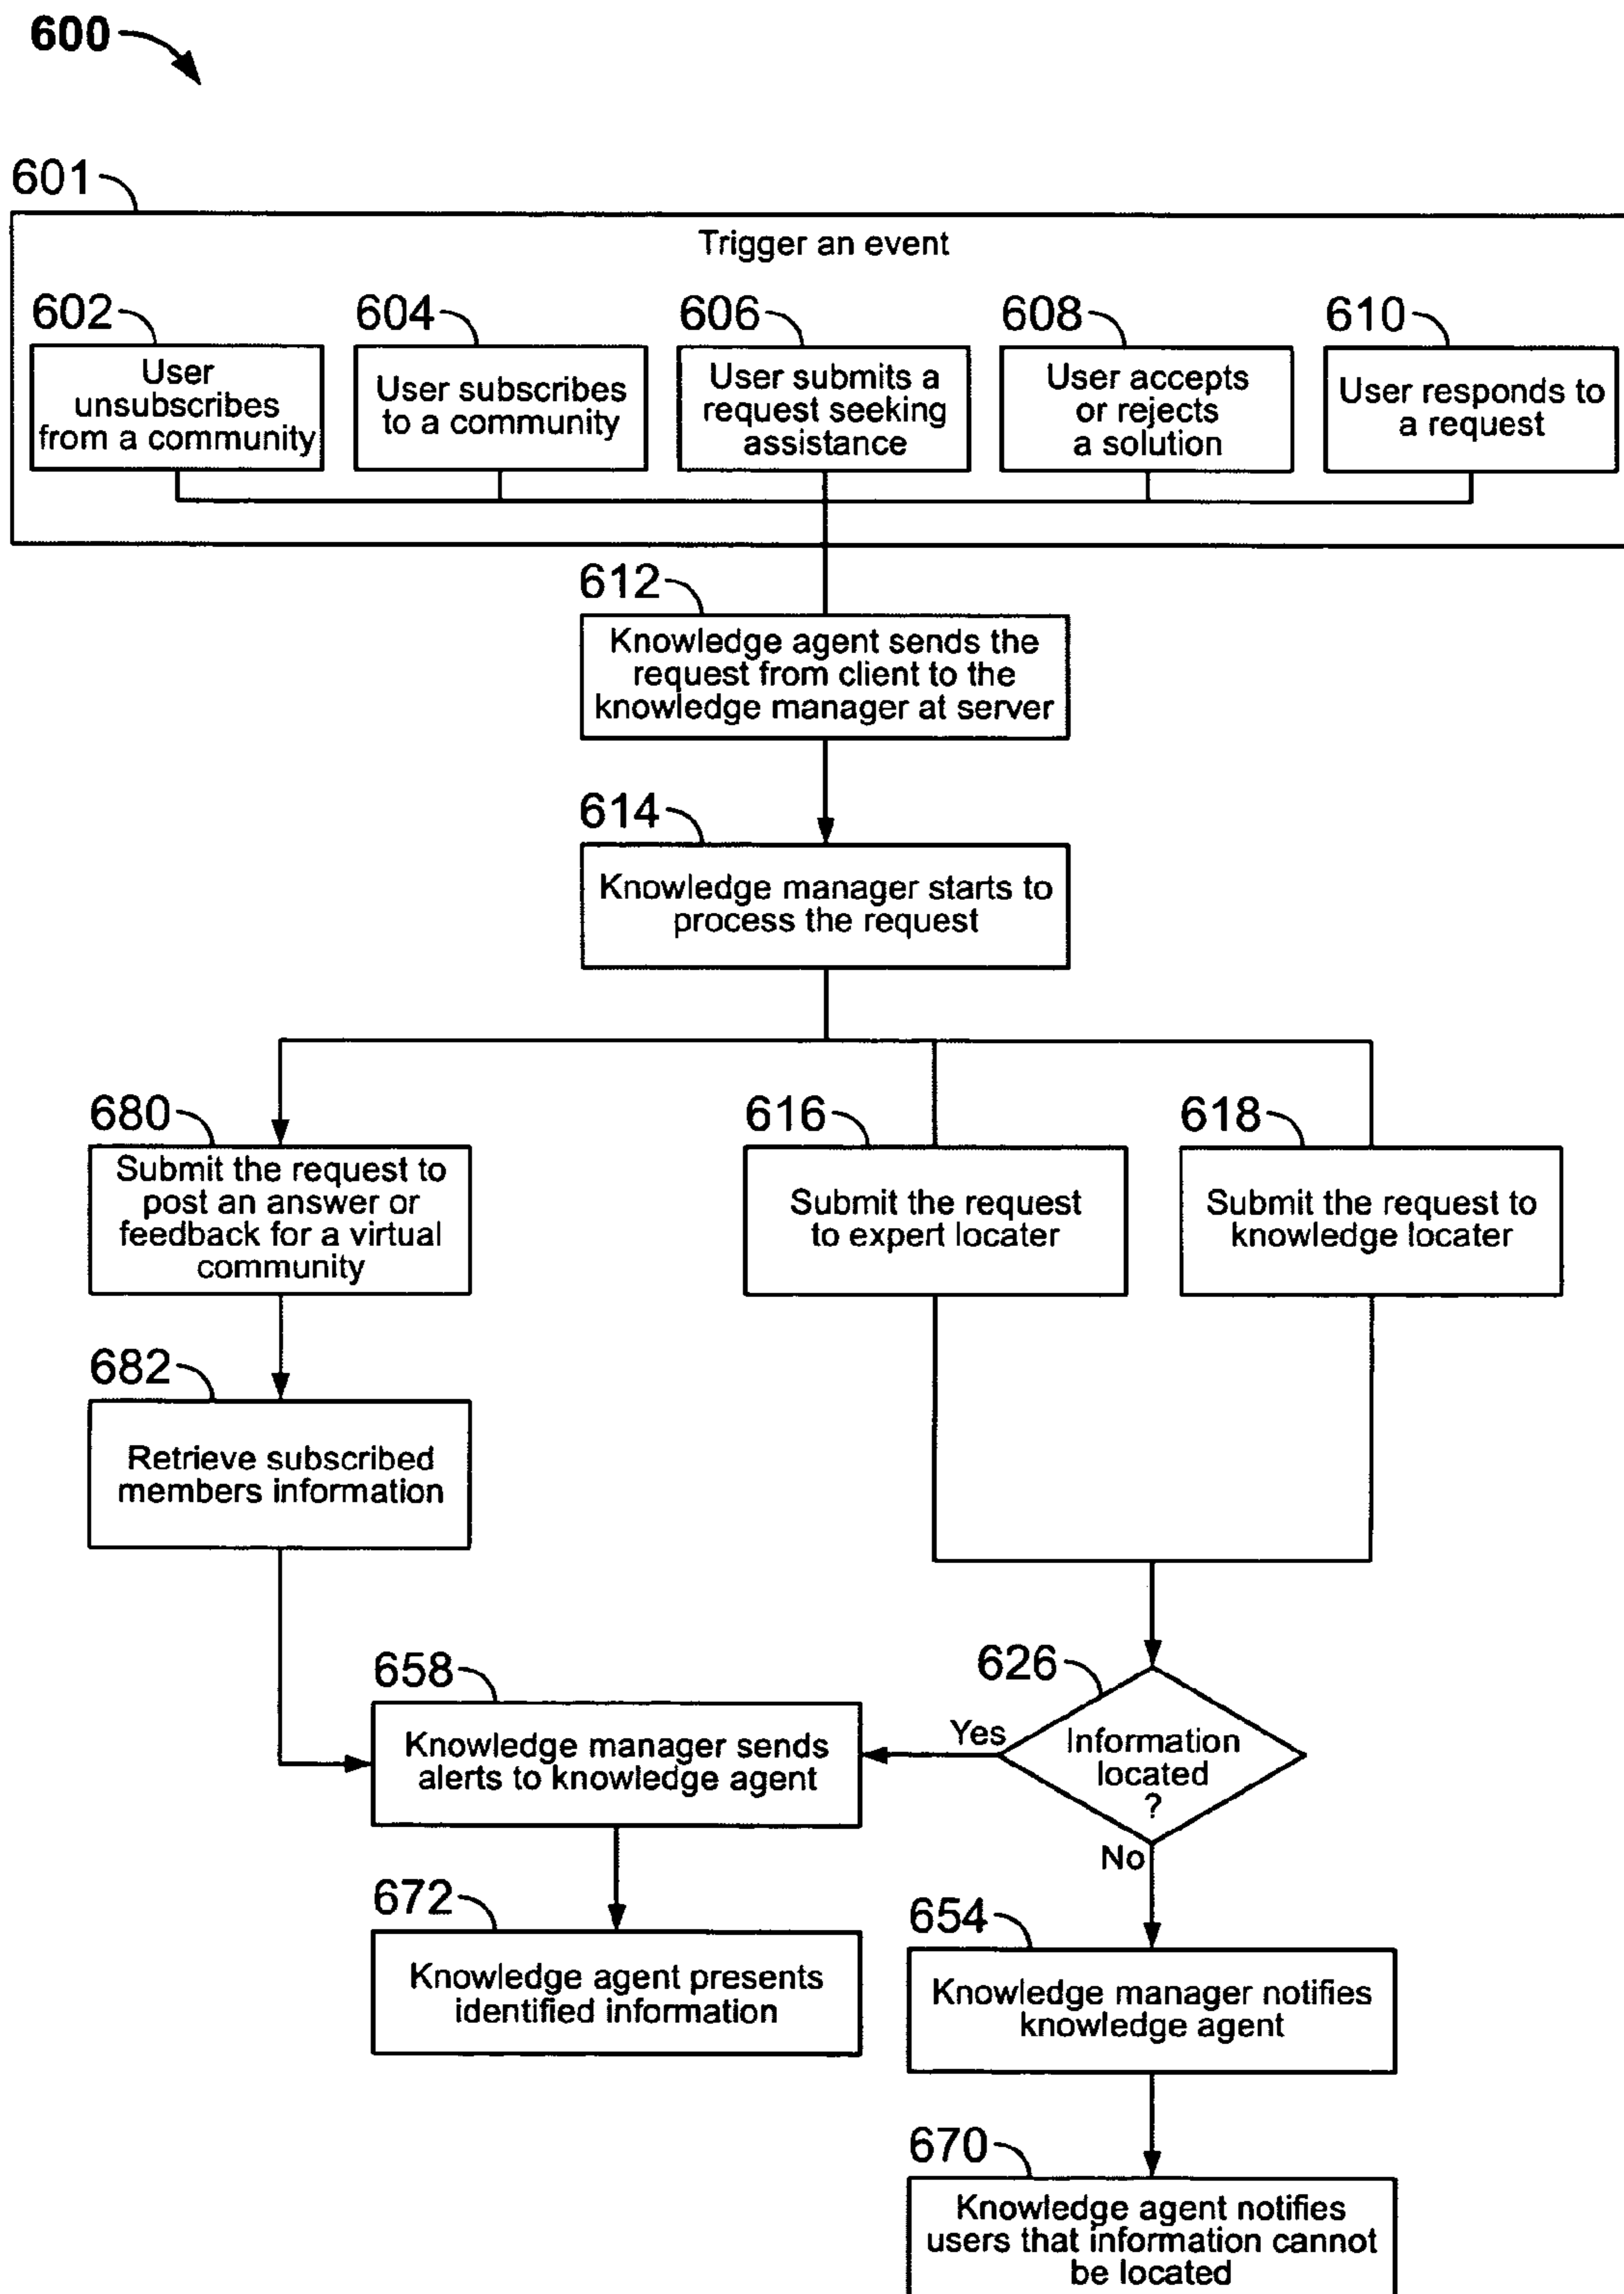 600
601
Trigger an event
602
604
606
608
610
User
unsubscribes
from a community
User subscribes
to a community
User submits a
request seeking
assistance
User accepts
or rejects
a solution
User responds to
a request
612
Knowledge agent sends the
request from client to the
knowledge manager at server
614
Knowledge manager starts to
process the request
680
616
618
Submit the request to
post an answer or
feedback for a virtual
community
Submit the request
to expert locater
Submit the request to
knowledge locater
682
Retrieve subscribed
members information
658
626
Knowledge manager sends
alerts to knowledge agent
Yes
Information
located
?
No
672
654
Knowledge agent presents
identified information
Knowledge manager notifies
knowledge agent
670
Knowledge agent notifies
users that information cannot
be located